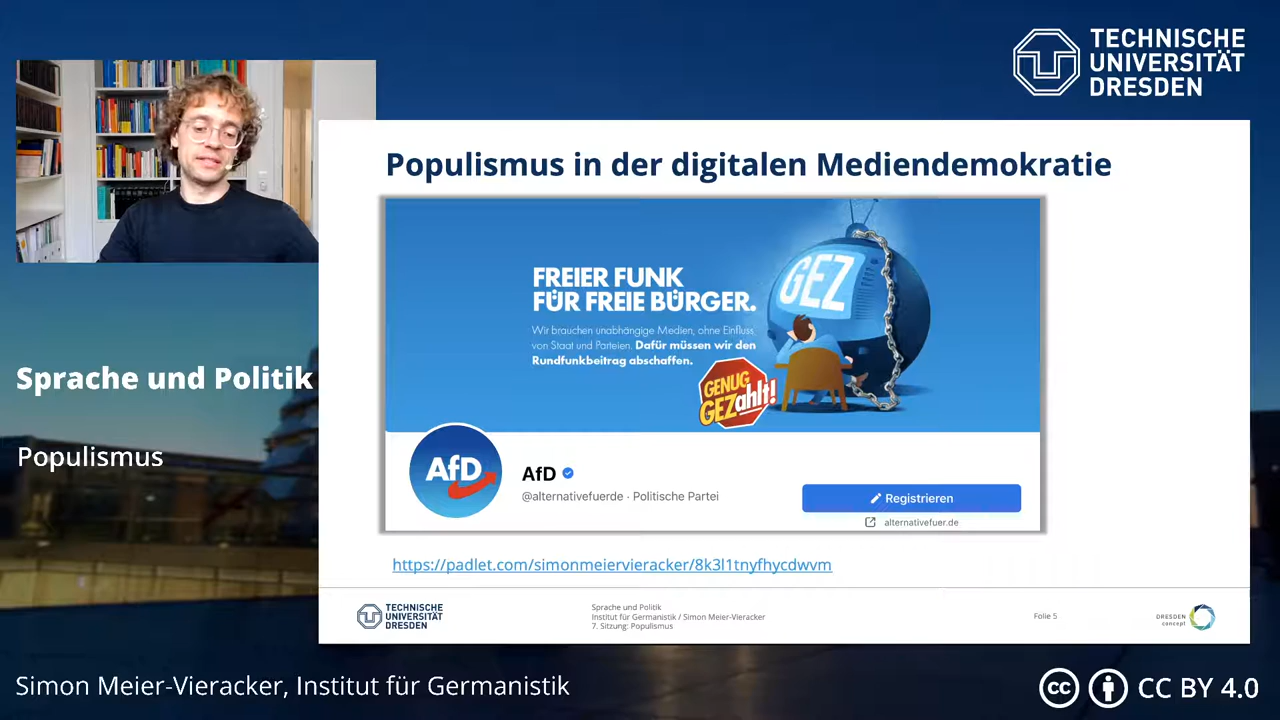 TECHNISCHE
UNIVERSITÄT
DRESDEN
Populismus in der digitalen Mediendemokratie
GEZ
FREIER FUNK
FÜR FREIE BÜRGER.
Wir brauchen unabhängige Medien, ohne Einfluss
von Staat und Parteien. Dafür müssen wir den
Rundfunkbeitrag abschaffen.
GENUG
GEZahlt!
Sprache und Politik
Populismus
AfD
AfD
@alternativefuerde · Politische Partei
Registrieren
alternativefuer.de
https://padlet.com/simonmeiervieracker/8k3l1tnyfhycdwvm
TECHNISCHE
UNIVERSITÄT
DRESDEN
Sprache und Politik
Institut für Germanistik / Simon Meier-Vieracker
7. Sitzung: Populismus
Folie 5
DRESDEN
concept
Simon Meier-Vieracker, Institut für Germanistik
cc
CC BY 4.0